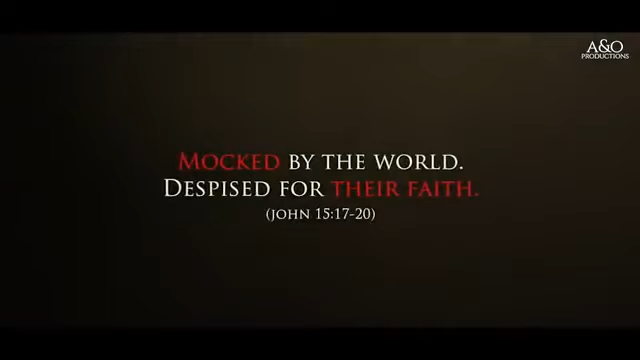 A&O
PRODUCTIONS
MOCKED BY THE WORLD.
DESPISED FOR THEIR FAITH.
(JOHN 15:17-20)